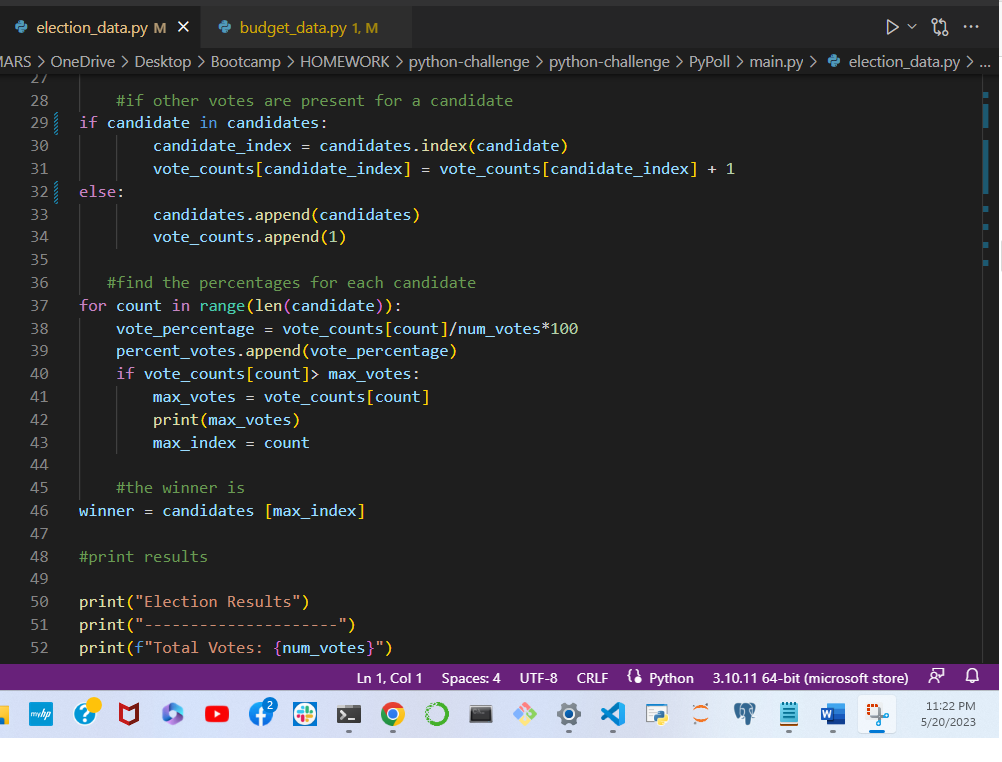 election_data.py M
budget_data.py 1, M
MARS > OneDrive > Desktop > Bootcamp > HOMEWORK > python-challenge > python-challenge > PyPoll > main.py > election_data.py > ...
27
28 #if other votes are present for a candidate
29 if candidate in candidates:
30 candidate_index = candidates.index(candidate)
31 vote_counts[candidate_index] = vote_counts[candidate_index] + 1
32 else:
33 candidates.append(candidates)
34 vote_counts.append(1)
35
36 #find the percentages for each candidate
37 for count in range(len(candidate)):
38 vote_percentage = vote_counts[count]/num_votes*100
39 percent_votes.append(vote_percentage)
40 if vote_counts[count]> max_votes:
41 max_votes = vote_counts[count]
42 print(max_votes)
43 max_index = count
44
45 #the winner is
46 winner = candidates [max_index]
47
48 #print results
49
50 print("Election Results")
51 print("---------------------")
52 print(f"Total Votes: {num_votes}")
Ln 1, Col 1 Spaces: 4 UTF-8 CRLF Python 3.10.11 64-bit (microsoft store)
myhp
?
2
W
11:22 PM
5/20/2023